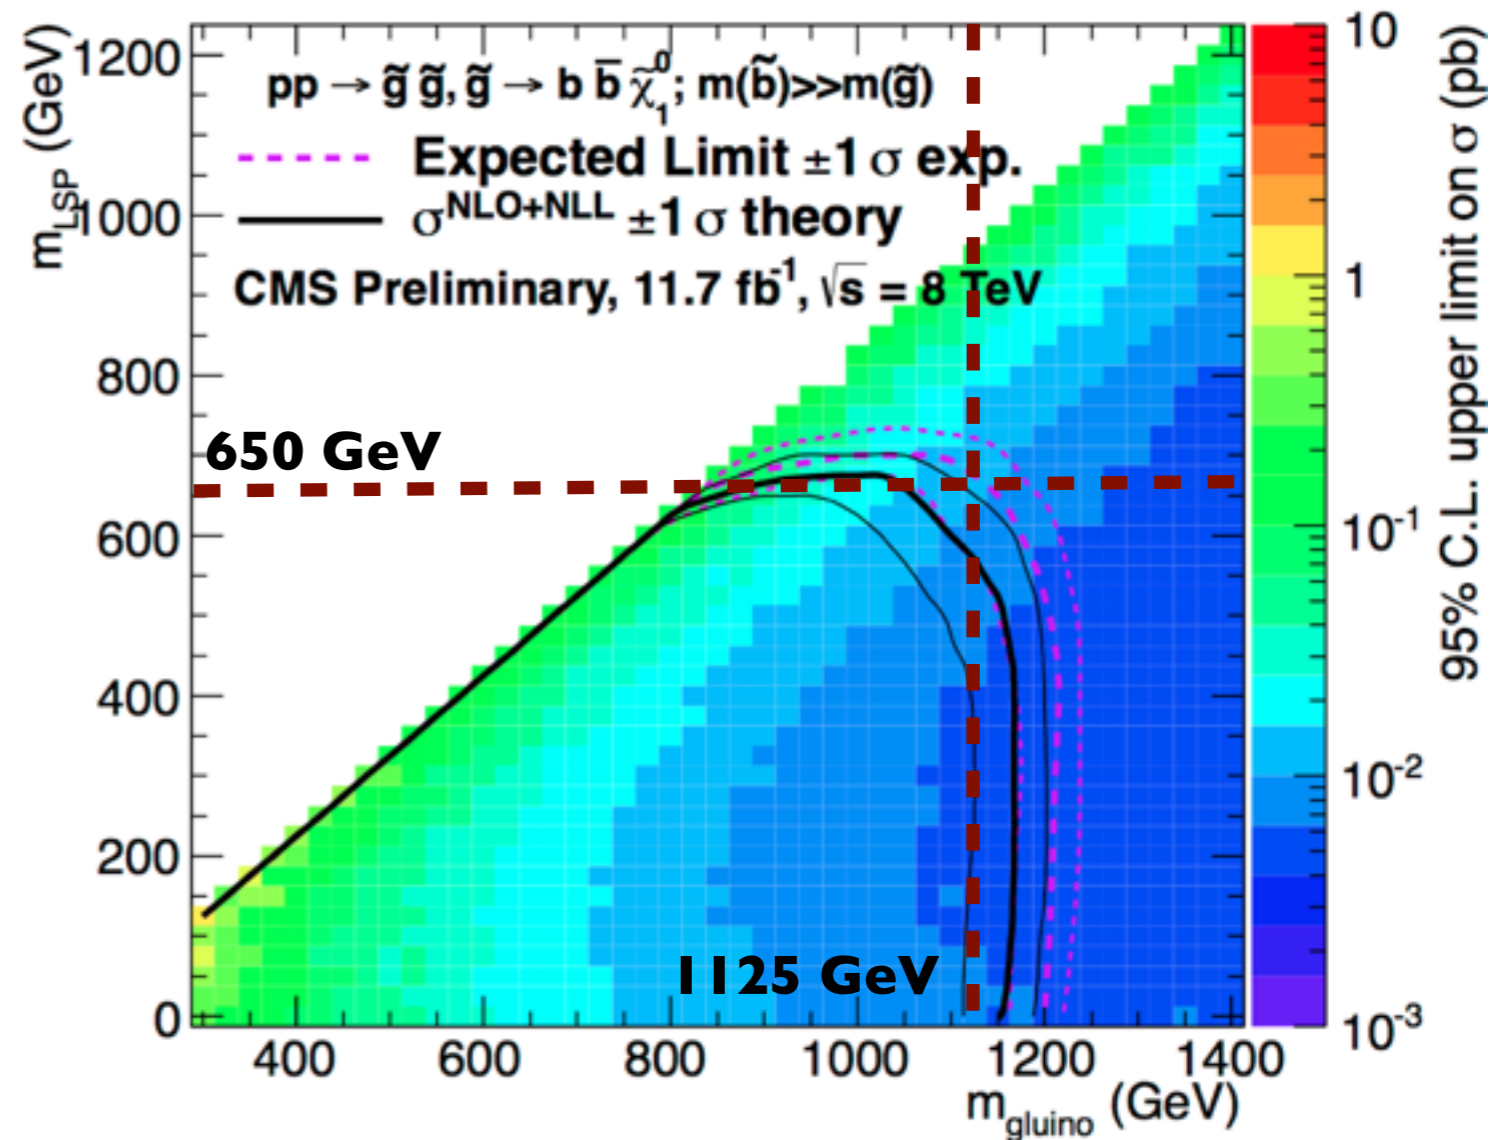 pp → g̃ g̃, g̃ → b b̄ χ̃₁⁰; m(b̃)>>m(g̃)
Expected Limit ±1 σ exp.
σ^NLO+NLL ±1 σ theory
CMS Preliminary, 11.7 fb⁻¹, √s = 8 TeV
650 GeV
1125 GeV
m_LSP (GeV)
1200
1000
800
600
400
200
0
400 600 800 1000 1200 1400
m_gluino (GeV)
10
1
10⁻¹
10⁻²
10⁻³
95% C.L. upper limit on σ (pb)